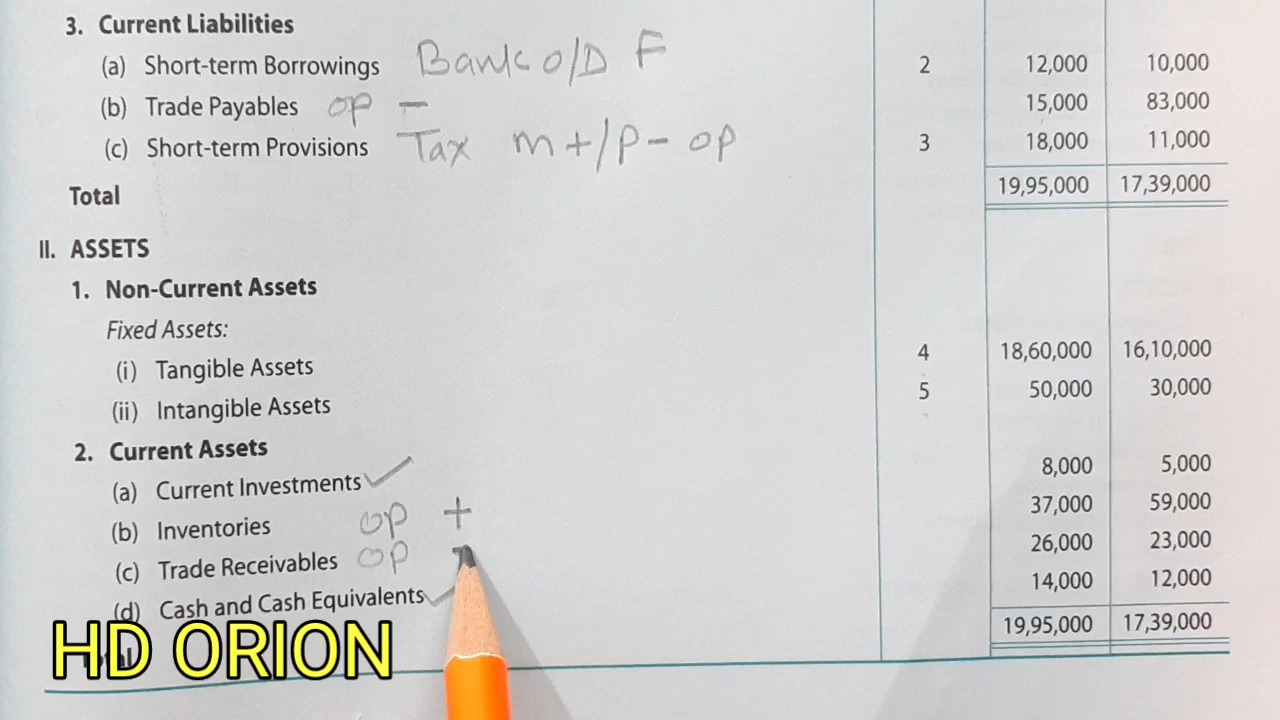 3. Current Liabilities
(a) Short-term Borrowings Bank O/D F 2 12,000 10,000
(b) Trade Payables op - 15,000 83,000
(c) Short-term Provisions Tax m+/p- op 3 18,000 11,000
Total 19,95,000 17,39,000
II. ASSETS
1. Non-Current Assets
Fixed Assets:
(i) Tangible Assets 4 18,60,000 16,10,000
(ii) Intangible Assets 5 50,000 30,000
2. Current Assets
(a) Current Investments ✓ 8,000 5,000
(b) Inventories op + 37,000 59,000
(c) Trade Receivables op - 26,000 23,000
(d) Cash and Cash Equivalents ✓ 14,000 12,000
19,95,000 17,39,000
HD ORION